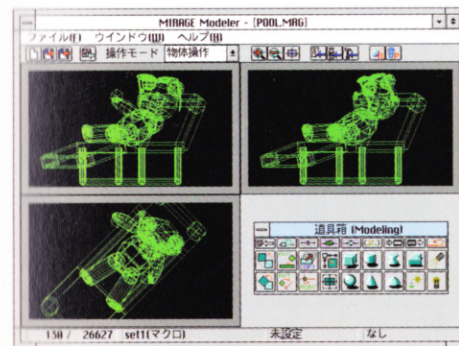 MIRAGE Modeler - [POOL.MRG]
ファイル(F) ウインドウ(W) ヘルプ(H)
操作モード 物体操作
道具箱 [Modeling]
130 / 26627 set1(マクロ) 未設定 なし